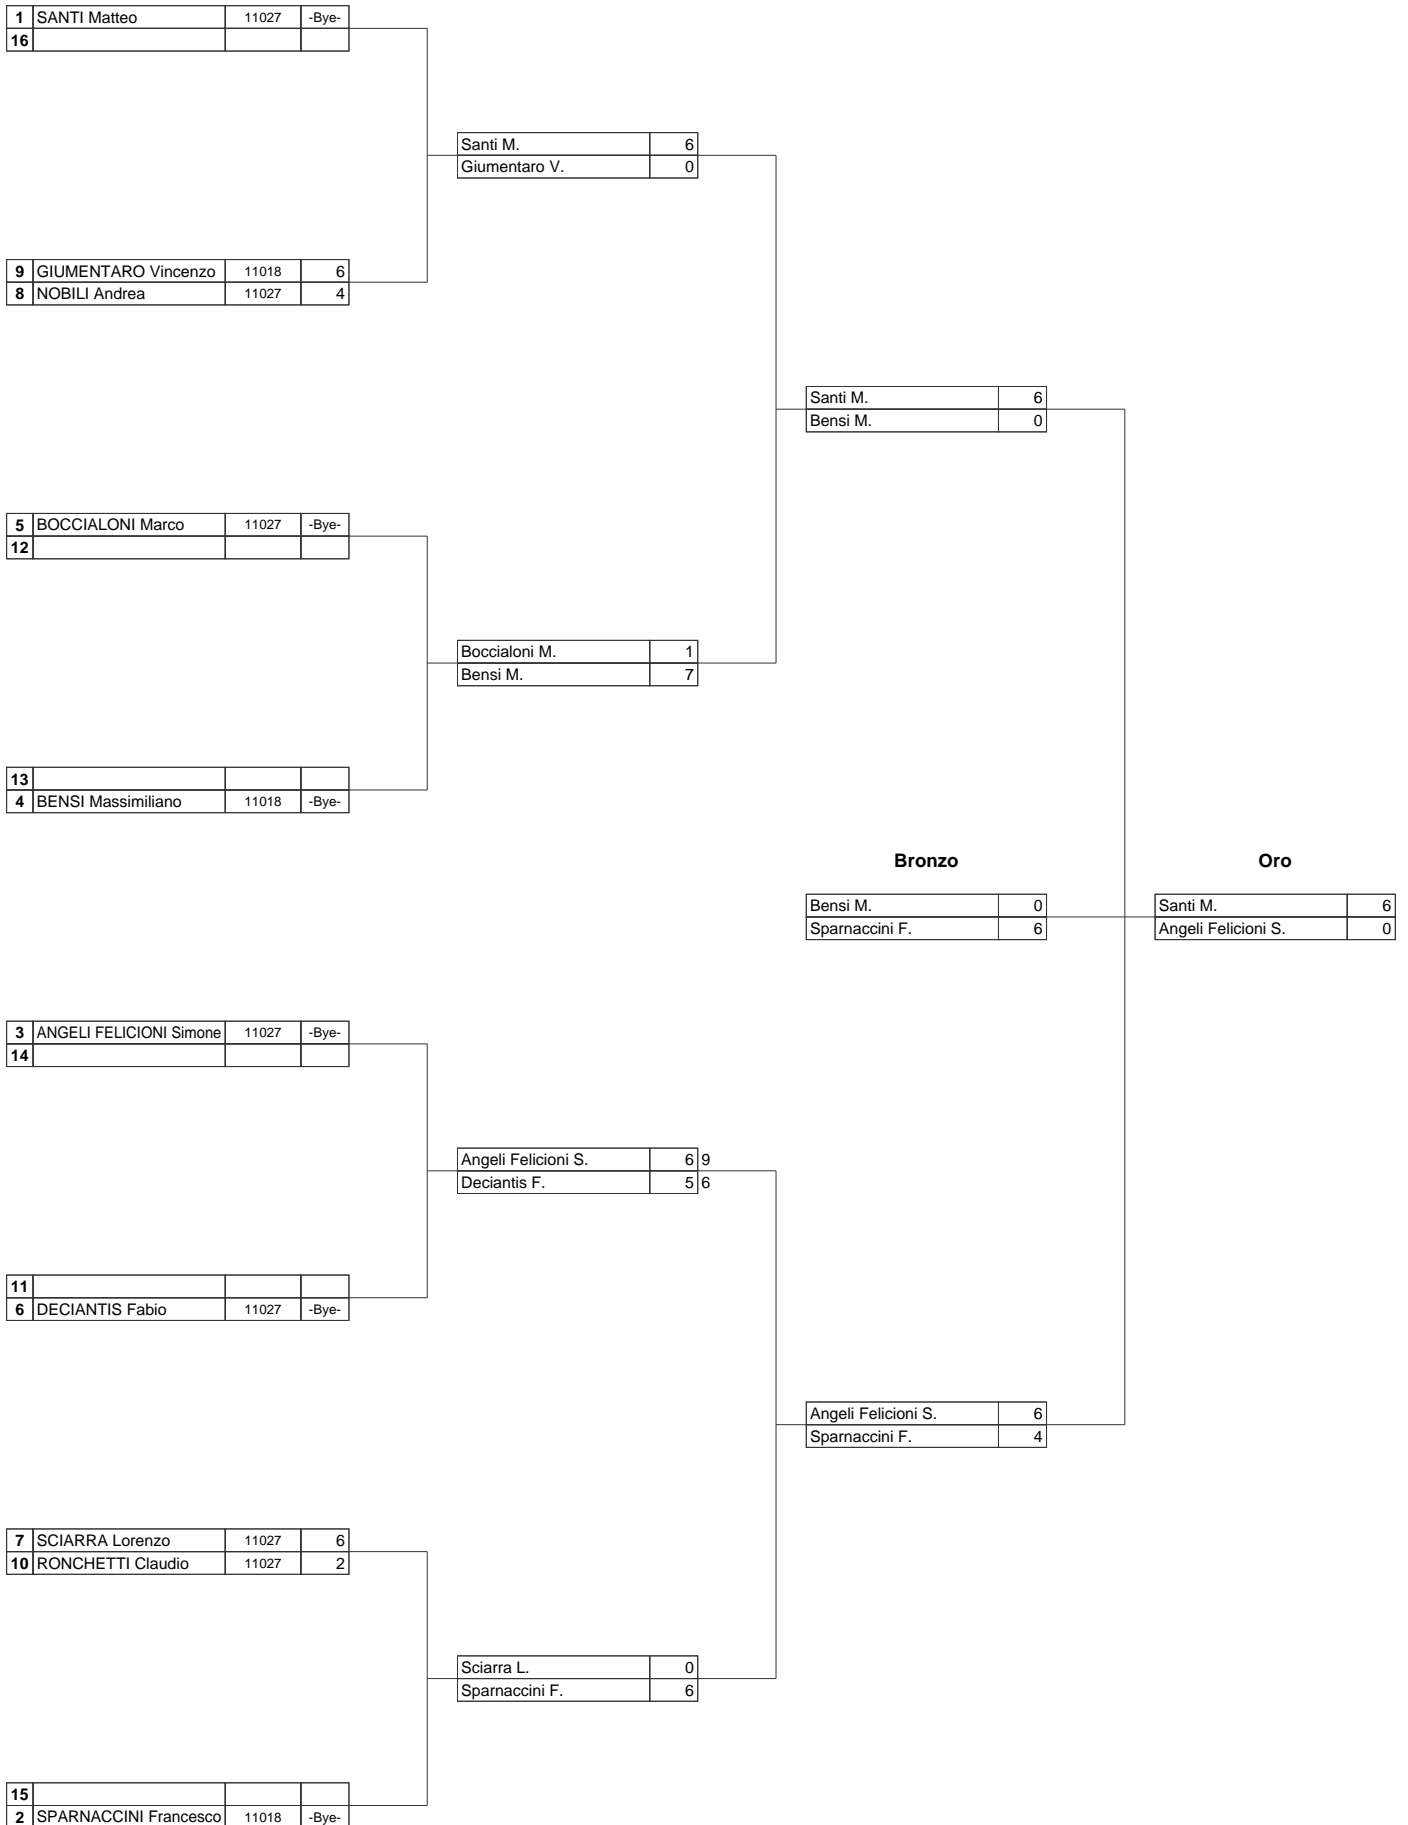 1 SANTI Matteo 11027 -Bye-
16
Santi M. 6
Giumentaro V. 0
9 GIUMENTARO Vincenzo 11018 6
8 NOBILI Andrea 11027 4
Santi M. 6
Bensi M. 0
5 BOCCIALONI Marco 11027 -Bye-
12
Boccialoni M. 1
Bensi M. 7
13
4 BENSI Massimiliano 11018 -Bye-
Bronzo Oro
Bensi M. 0 Santi M. 6
Sparnaccini F. 6 Angeli Felicioni S. 0
3 ANGELI FELICIONI Simone 11027 -Bye-
14
Angeli Felicioni S. 6 9
Deciantis F. 5 6
11
6 DECIANTIS Fabio 11027 -Bye-
Angeli Felicioni S. 6
Sparnaccini F. 4
7 SCIARRA Lorenzo 11027 6
10 RONCHETTI Claudio 11027 2
Sciarra L. 0
Sparnaccini F. 6
15
2 SPARNACCINI Francesco 11018 -Bye-